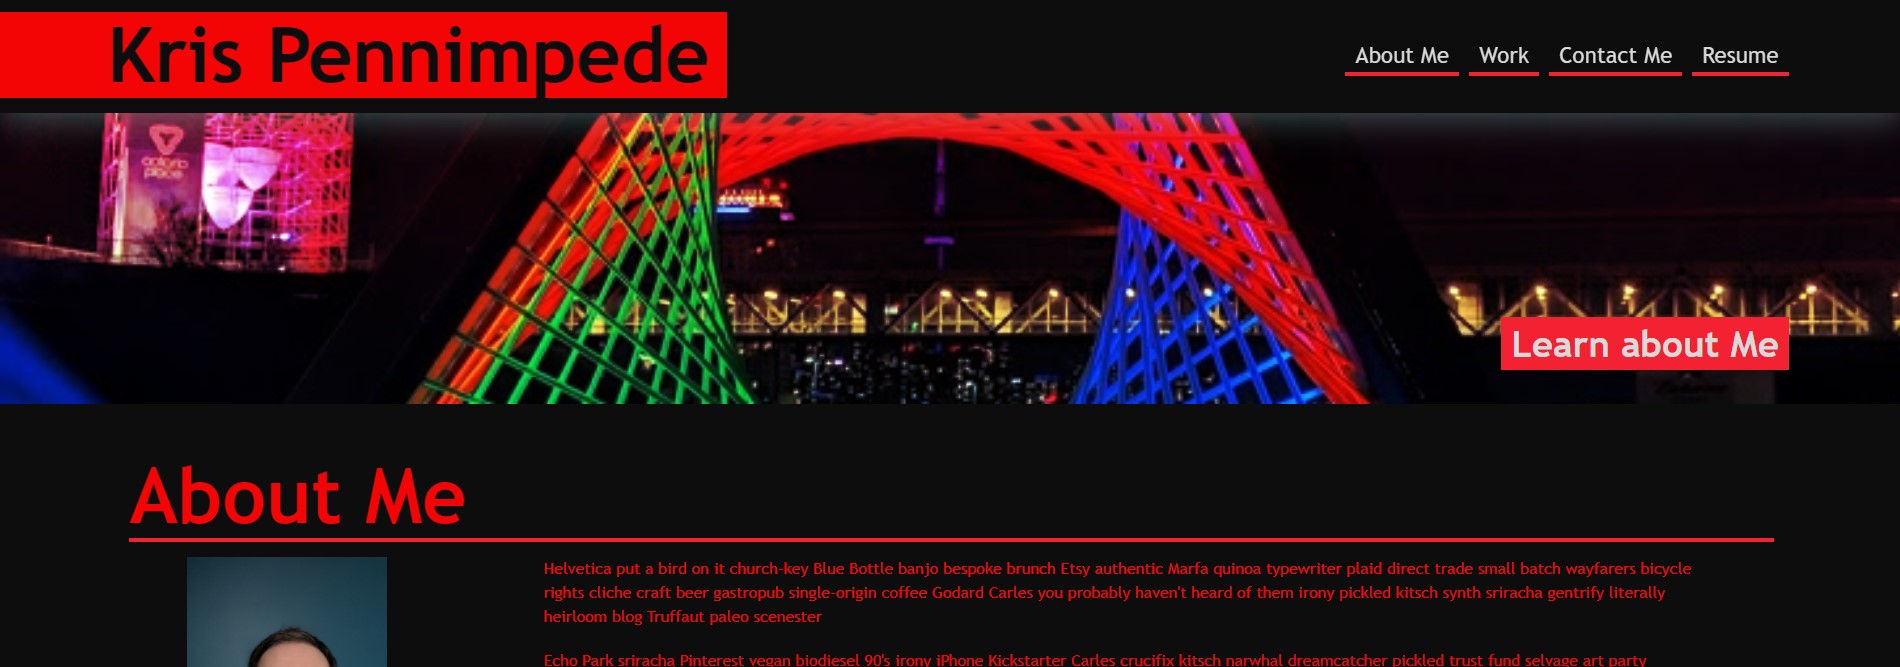 Kris Pennimpede
About Me
Work
Contact Me
Resume
ontario
place
Learn about Me
About Me
Helvetica put a bird on it church-key Blue Bottle banjo bespoke brunch Etsy authentic Marfa quinoa typewriter plaid direct trade small batch wayfarers bicycle
rights cliche craft beer gastropub single-origin coffee Godard Carles you probably haven't heard of them irony pickled kitsch synth sriracha gentrify literally
heirloom blog Truffaut paleo scenester
Echo Park sriracha Pinterest vegan biodiesel 90's irony iPhone Kickstarter Carles crucifix kitsch narwhal dreamcatcher pickled trust fund selvage art party